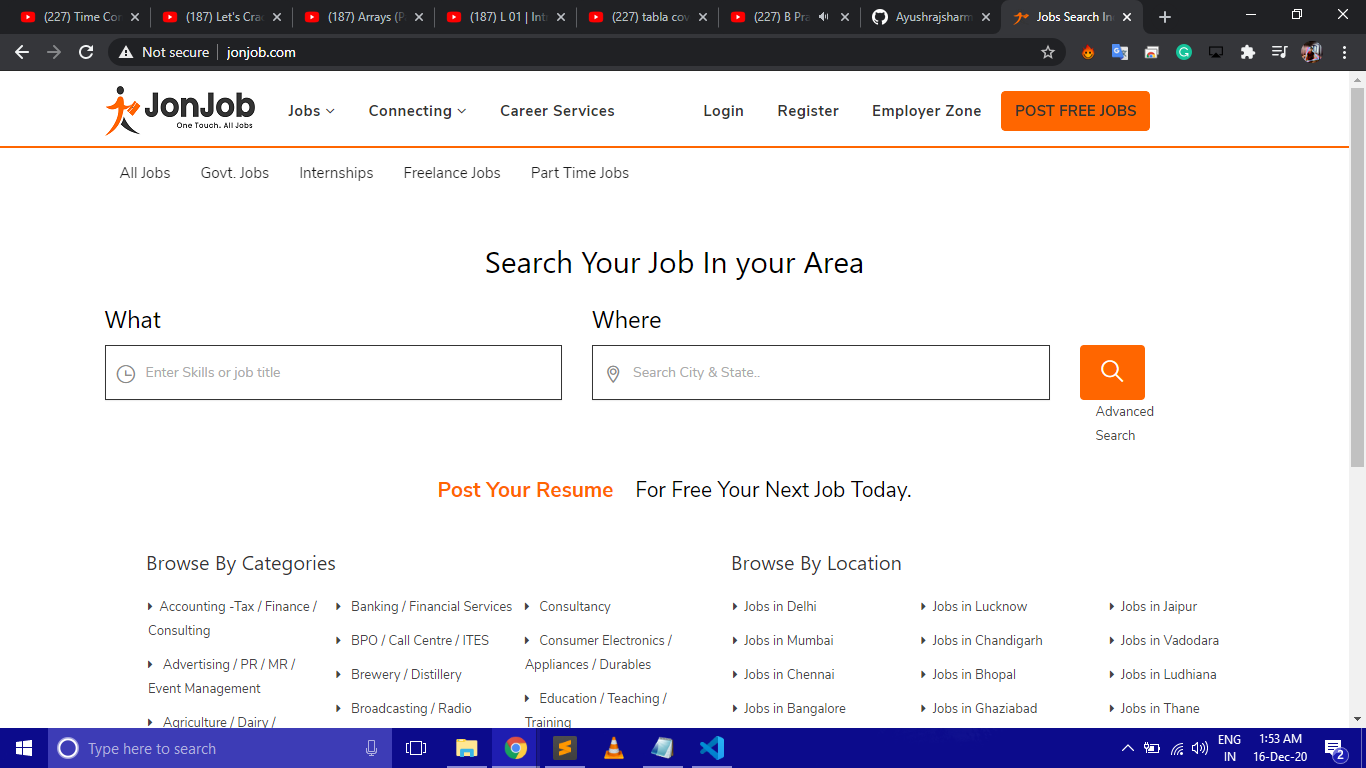 (227) Time Cor
(187) Let's Crac
(187) Arrays (Pa
(187) L 01 | Int
(227) tabla cov
(227) B Pra
Ayushrajsharm
Jobs Search In
Not secure
jonjob.com
JonJob
One Touch. All Jobs
Jobs
Connecting
Career Services
Login
Register
Employer Zone
POST FREE JOBS
All Jobs
Govt. Jobs
Internships
Freelance Jobs
Part Time Jobs
Search Your Job In your Area
What
Where
Enter Skills or job title
Search City & State..
Advanced
Search
Post Your Resume For Free Your Next Job Today.
Browse By Categories
Accounting -Tax / Finance /
Consulting
Advertising / PR / MR /
Event Management
Agriculture / Dairy /
Banking / Financial Services
BPO / Call Centre / ITES
Brewery / Distillery
Broadcasting / Radio
Consultancy
Consumer Electronics /
Appliances / Durables
Education / Teaching /
Training
Browse By Location
Jobs in Delhi
Jobs in Mumbai
Jobs in Chennai
Jobs in Bangalore
Jobs in Lucknow
Jobs in Chandigarh
Jobs in Bhopal
Jobs in Ghaziabad
Jobs in Jaipur
Jobs in Vadodara
Jobs in Ludhiana
Jobs in Thane
Type here to search
ENG
IN
1:53 AM
16-Dec-20
2